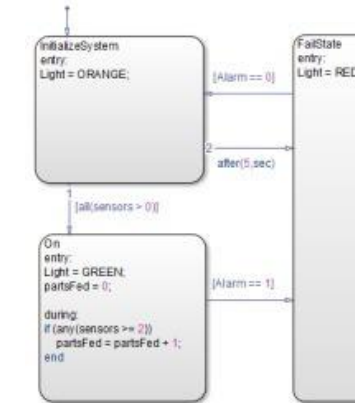 InitializeSystem
entry:
Light = ORANGE;
[Alarm == 0]
FailState
entry:
Light = RED
2
after(5,sec)
1
[all(sensors > 0)]
On
entry:
Light = GREEN;
partsFed = 0;
[Alarm == 1]
during:
if (any(sensors >= 2))
partsFed = partsFed + 1;
end